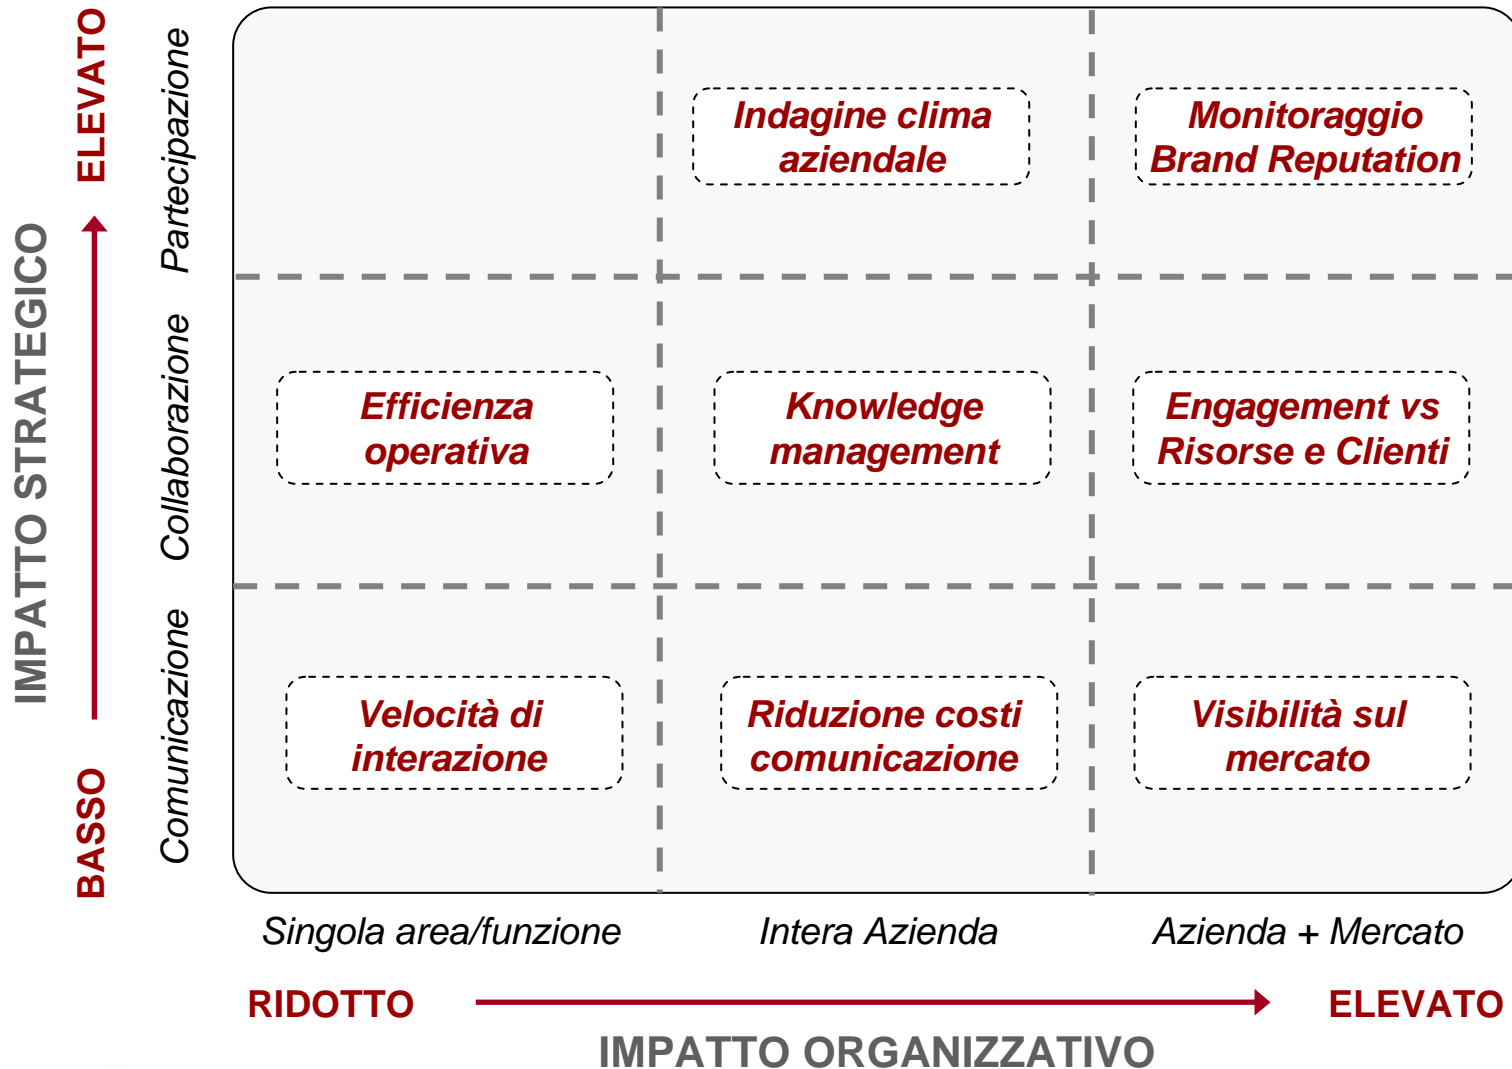 IMPATTO STRATEGICO
ELEVATO
BASSO
Partecipazione
Indagine clima
aziendale
Monitoraggio
Brand Reputation
Collaborazione
Efficienza
operativa
Knowledge
management
Engagement vs
Risorse e Clienti
Comunicazione
Velocità di
interazione
Riduzione costi
comunicazione
Visibilità sul
mercato
Singola area/funzione
Intera Azienda
Azienda + Mercato
RIDOTTO
ELEVATO
IMPATTO ORGANIZZATIVO